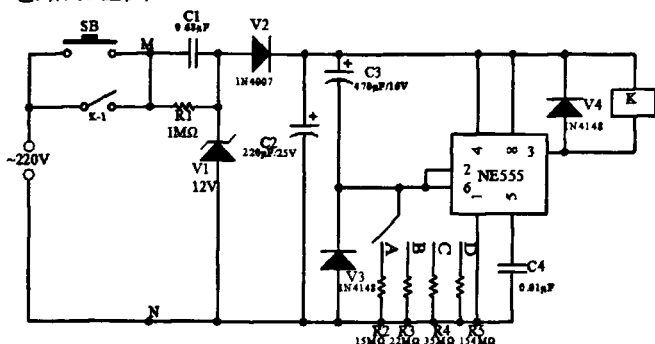 SB
M
C1
0.68μF
V2
1N4007
K-1
R1
1MΩ
~220V
V1
12V
C2
220μF/25V
C3
470μF/16V
4
8
3
2
6
NE555
1
5
V4
1N4148
K
A
B
C
D
V3
1N4148
C4
0.01μF
N
R2
R3
R4
R5
15MΩ
22MΩ
35MΩ
154MΩ